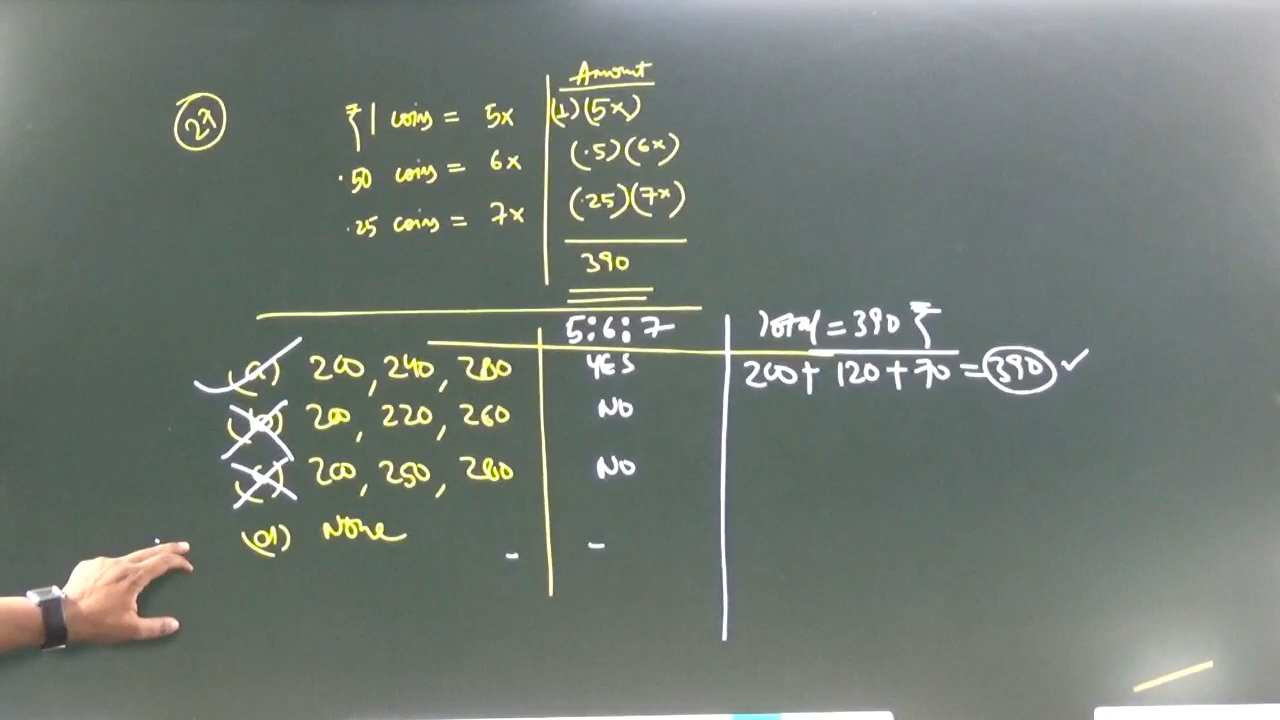 Amount
₹1 coins = 5x (1)(5x)
.50 coins = 6x (.5)(6x)
.25 coins = 7x (.25)(7x)
390
5:6:7 Total = 390 ₹
(a) 200, 240, 280 YES 200 + 120 + 70 = 390 ✓
(b) 200, 220, 260 NO
(c) 200, 250, 280 NO
(d) None - -